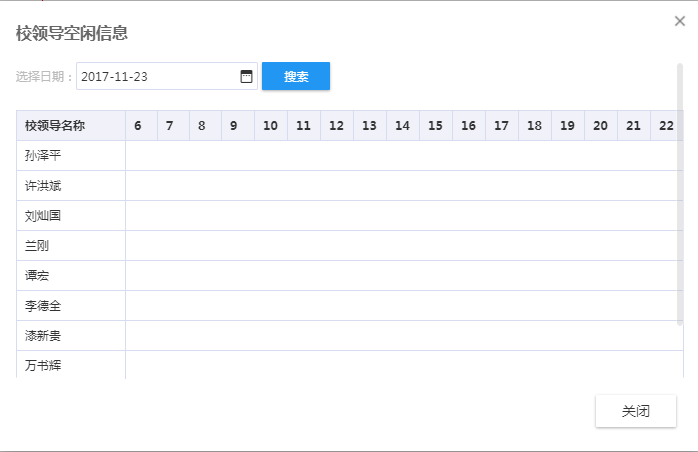 校领导空闲信息
选择日期： 2017-11-23 搜索
校领导名称 6 7 8 9 10 11 12 13 14 15 16 17 18 19 20 21 22
孙泽平
许洪斌
刘灿国
兰刚
谭宏
李德全
漆新贵
万书辉
关闭